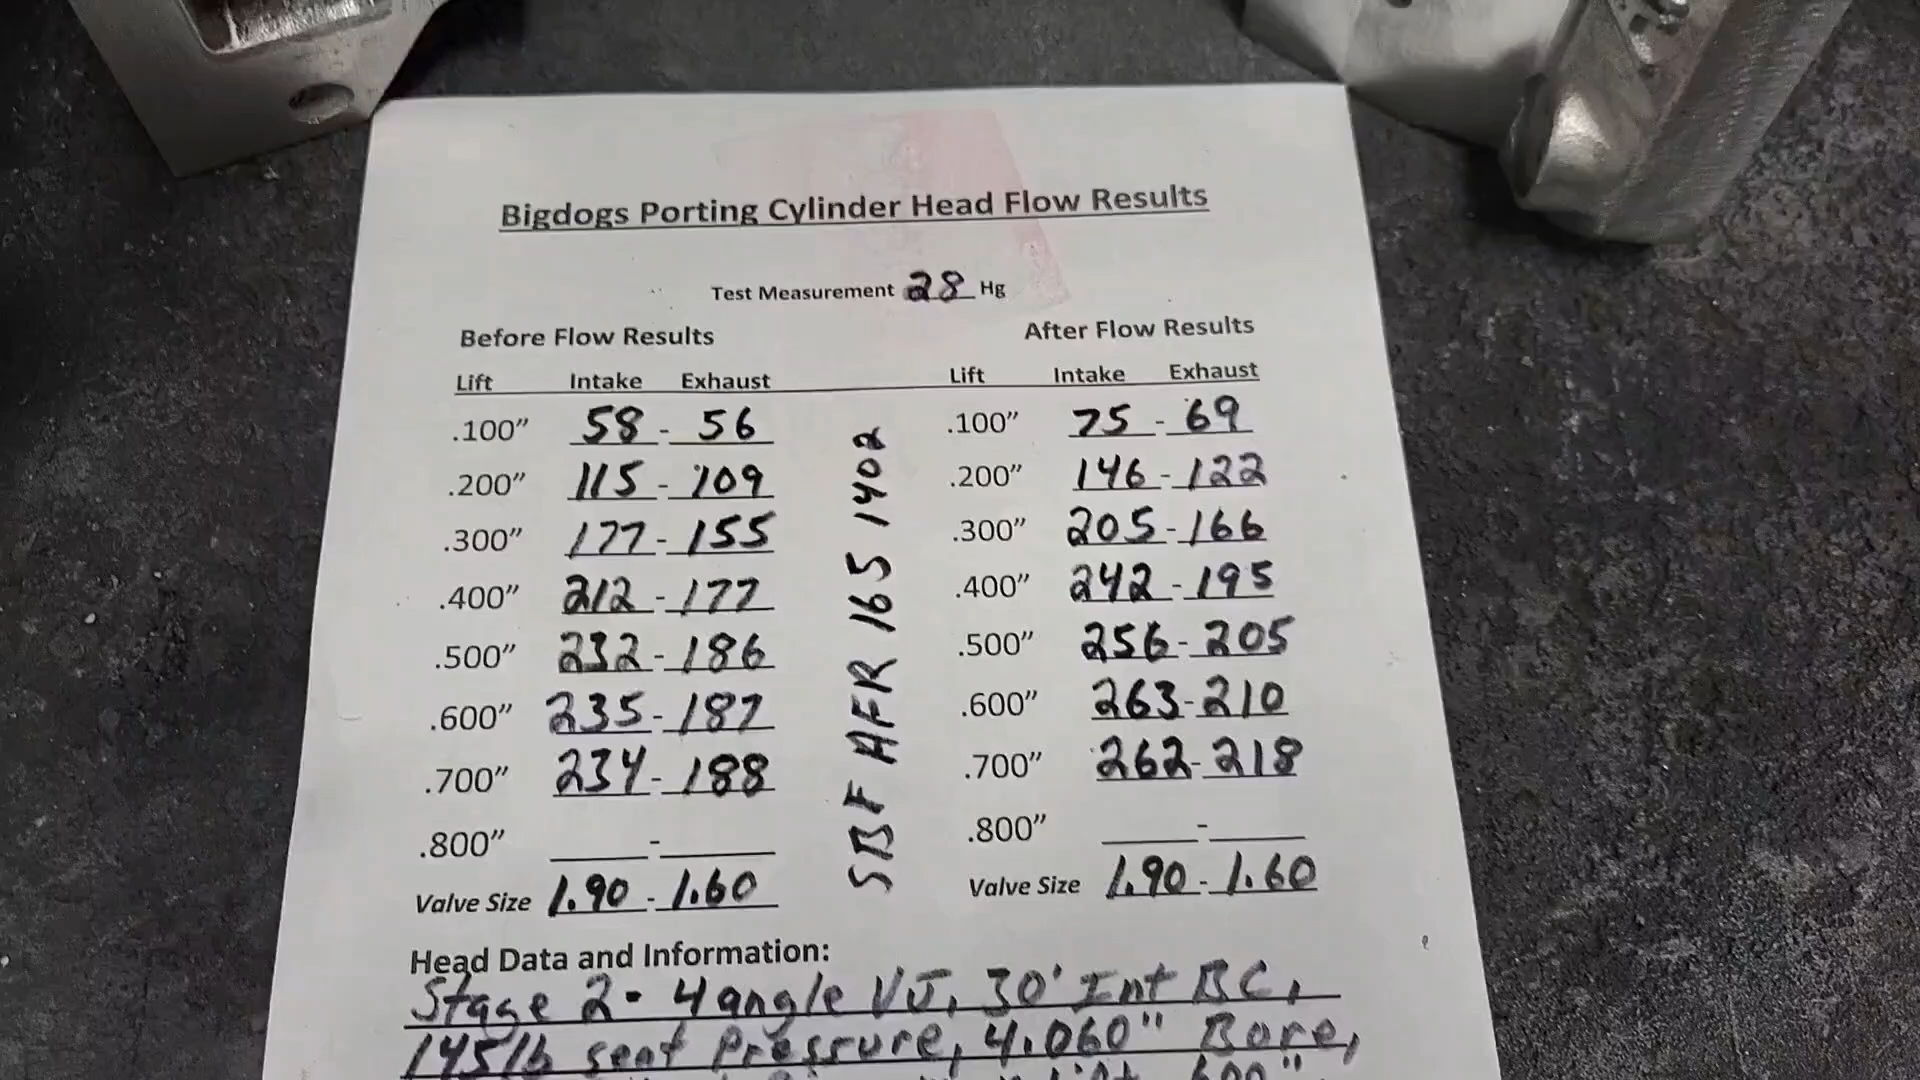 Bigdogs Porting Cylinder Head Flow Results
Test Measurement 28 Hg
Before Flow Results
Lift Intake Exhaust
.100" 58 - 56
.200" 115 - 109
.300" 177 - 155
.400" 212 - 177
.500" 232 - 186
.600" 235 - 187
.700" 234 - 188
.800" -
Valve Size 1.90 - 1.60
SBF AFR 165 1402
After Flow Results
Lift Intake Exhaust
.100" 75 - 69
.200" 146 - 122
.300" 205 - 166
.400" 242 - 195
.500" 256 - 205
.600" 263 - 210
.700" 262 - 218
.800" -
Valve Size 1.90 - 1.60
Head Data and Information:
Stage 2 - 4 angle VJ, 30' Int BC,
145lb seat Pressure, 4.060" Bore,
.600"